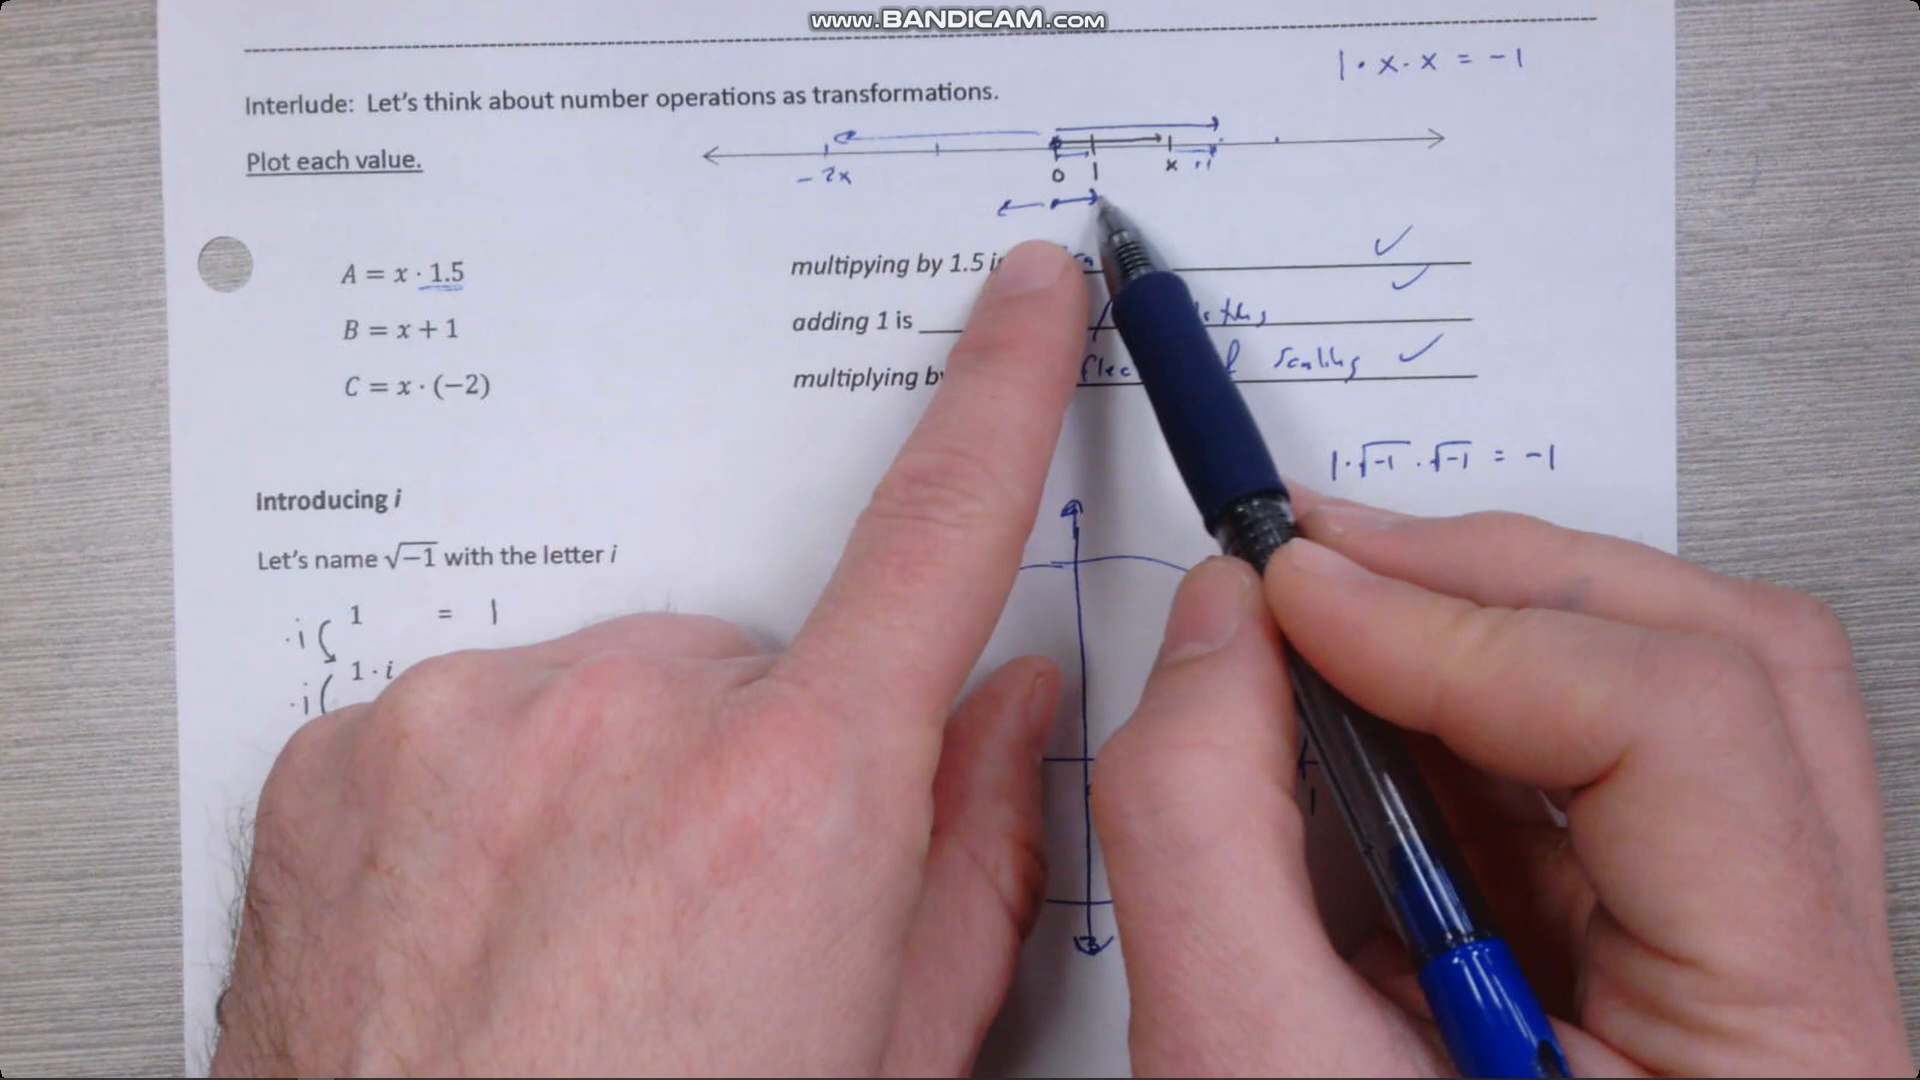 www.BANDICAM.com
1 · x · x = -1
Interlude: Let's think about number operations as transformations.
Plot each value.
-2x 0 1 x +1
A = x · 1.5
multipying by 1.5 is
B = x + 1
adding 1 is
C = x · (−2)
multiplying by scaling
1·√-1 · √-1 = -1
Introducing i
Let's name √−1 with the letter i
·i 1 = 1
1 · i
·i
1